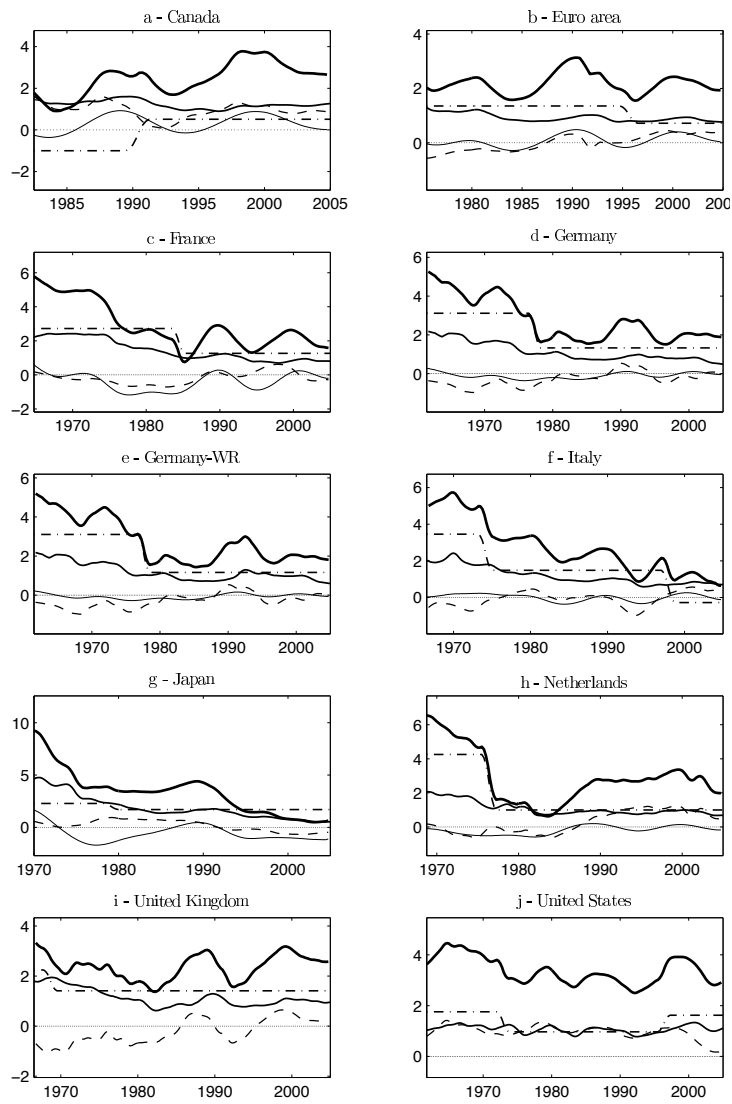 a - Canada
4
2
0
−2
1985 1990 1995 2000 2005
b - Euro area
4
2
0
1980 1985 1990 1995 2000 2005
c - France
6
4
2
0
−2
1970 1980 1990 2000
d - Germany
6
4
2
0
1970 1980 1990 2000
e - Germany-WR
6
4
2
0
1970 1980 1990 2000
f - Italy
6
4
2
0
1970 1980 1990 2000
g - Japan
10
5
0
1970 1980 1990 2000
h - Netherlands
6
4
2
0
1970 1980 1990 2000
i - United Kingdom
4
2
0
−2
1970 1980 1990 2000
j - United States
4
2
0
1970 1980 1990 2000